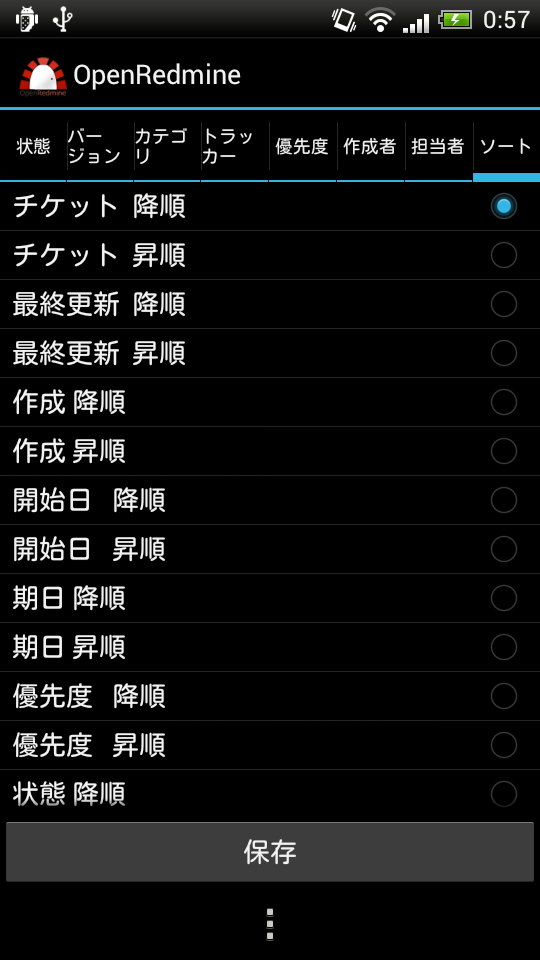 0:57
OpenRedmine
OpenRedmine
状態
バー
ジョン
カテゴ
リ
トラッ
カー
優先度
作成者
担当者
ソート
チケット 降順
チケット 昇順
最終更新 降順
最終更新 昇順
作成 降順
作成 昇順
開始日 降順
開始日 昇順
期日 降順
期日 昇順
優先度 降順
優先度 昇順
状態 降順
保存